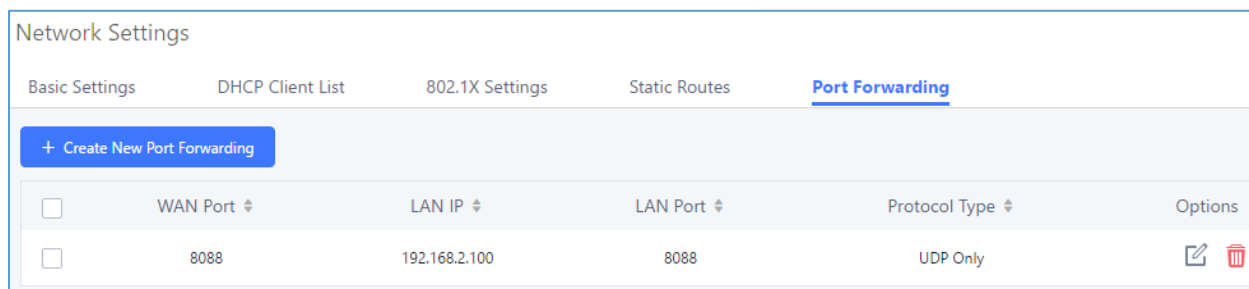 Network Settings
Basic Settings DHCP Client List 802.1X Settings Static Routes Port Forwarding
+ Create New Port Forwarding
WAN Port LAN IP LAN Port Protocol Type Options
8088 192.168.2.100 8088 UDP Only